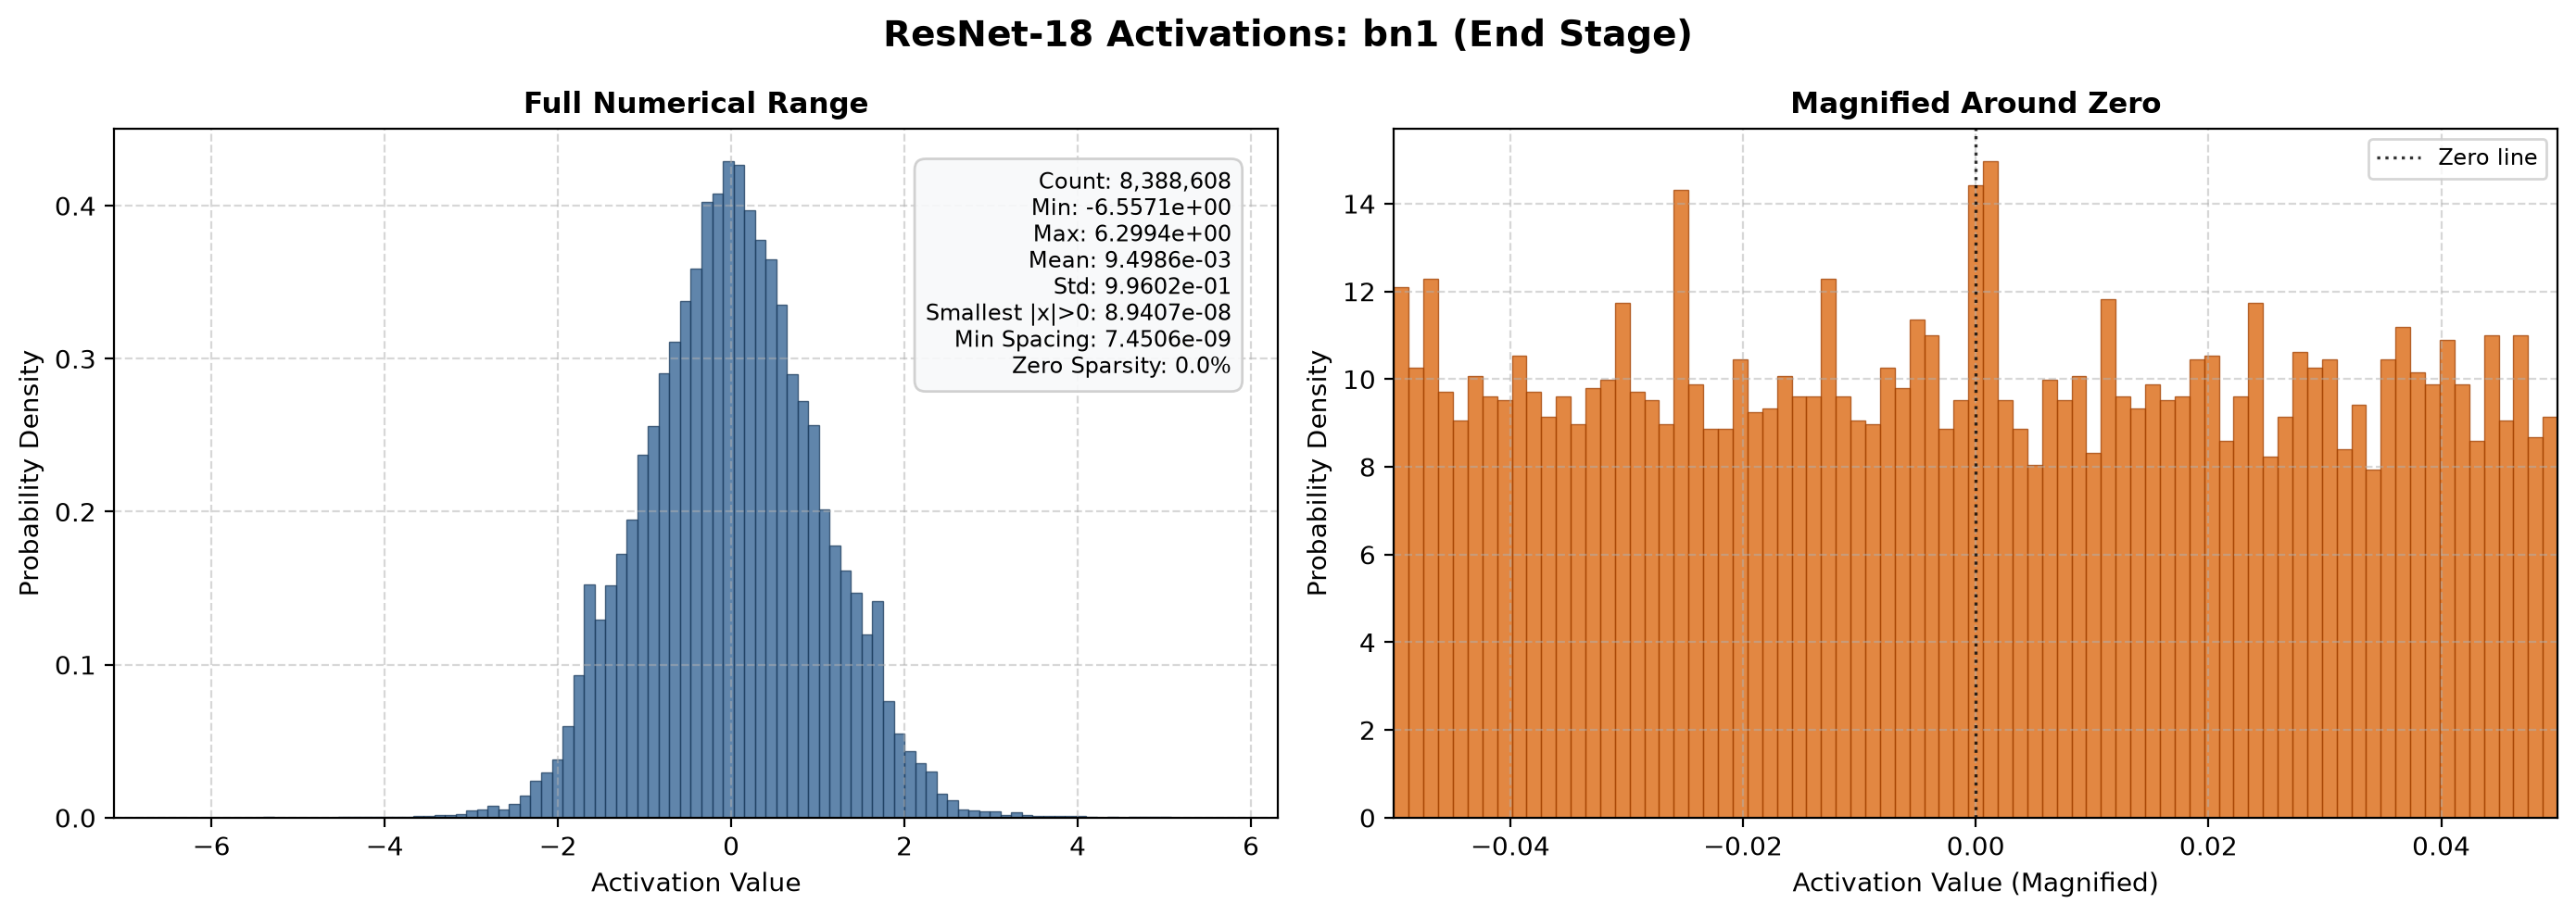 ResNet-18 Activations: bn1 (End Stage)
Full Numerical Range
Probability Density
0.4
0.3
0.2
0.1
0.0
Count: 8,388,608
Min: -6.5571e+00
Max: 6.2994e+00
Mean: 9.4986e-03
Std: 9.9602e-01
Smallest |x|>0: 8.9407e-08
Min Spacing: 7.4506e-09
Zero Sparsity: 0.0%
−6 −4 −2 0 2 4 6
Activation Value
Magnified Around Zero
Probability Density
14
12
10
8
6
4
2
0
Zero line
−0.04 −0.02 0.00 0.02 0.04
Activation Value (Magnified)